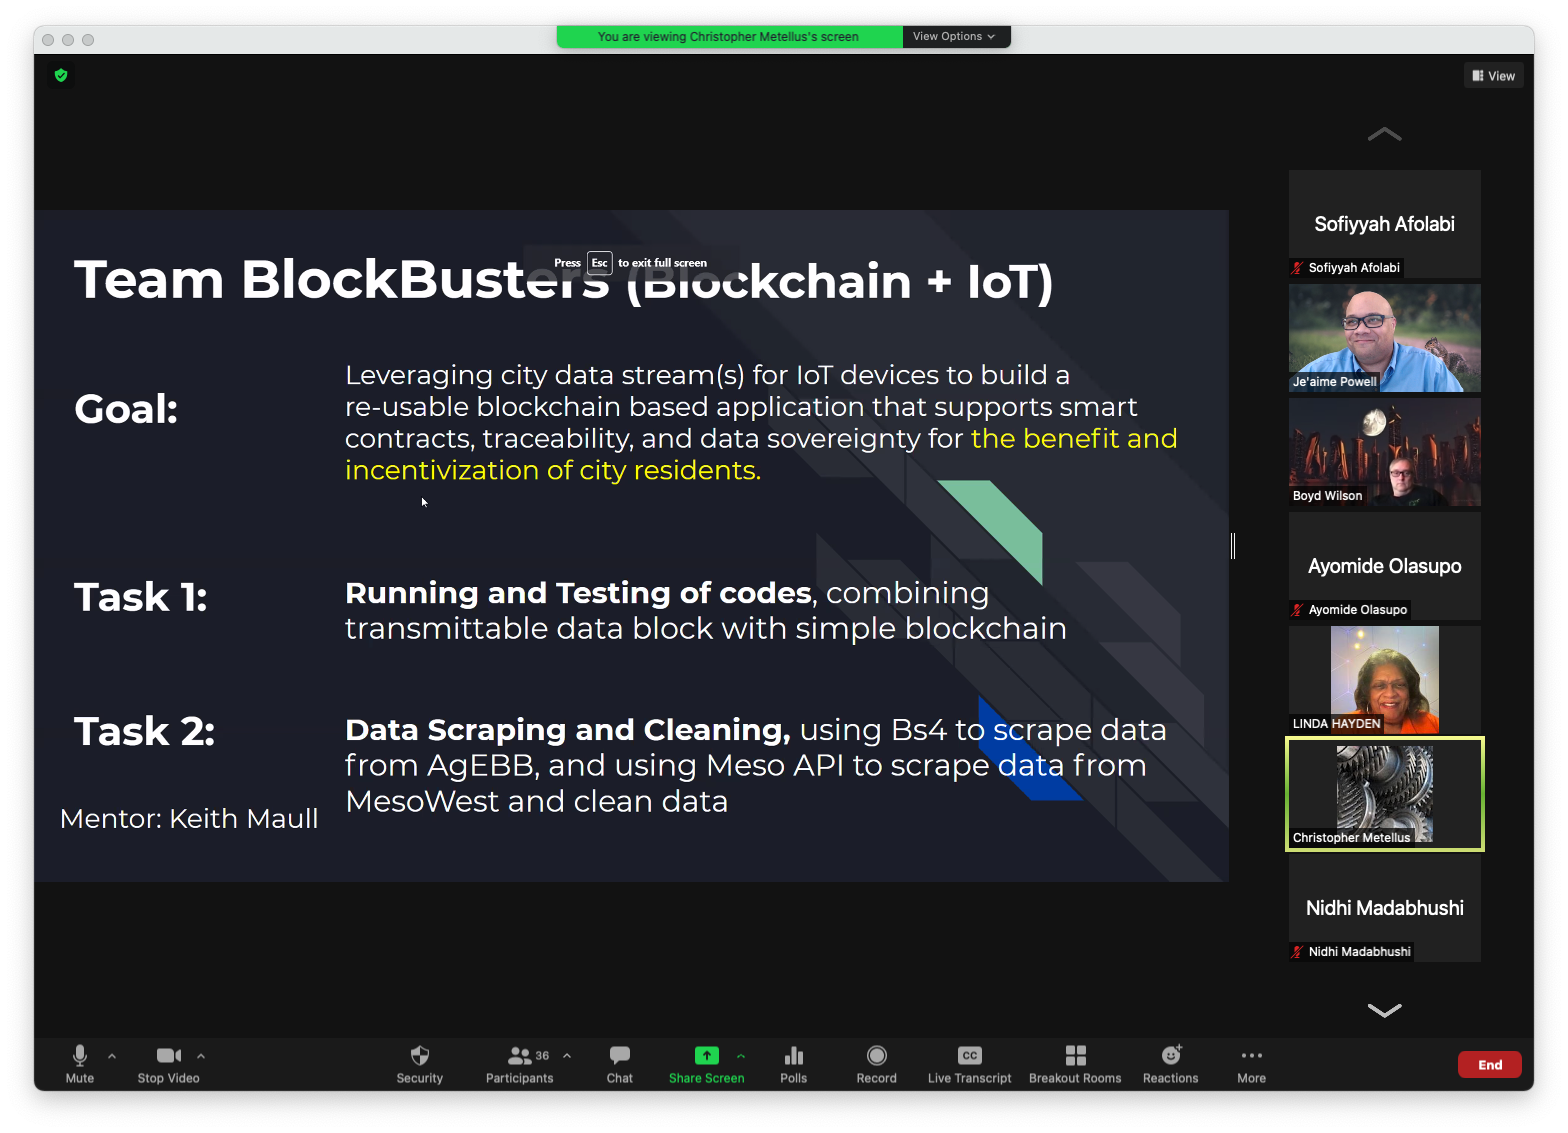 You are viewing Christopher Metellus's screen
View Options
View
Team BlockBusters (Blockchain + IoT)
Press Esc to exit full screen
Goal:
Leveraging city data stream(s) for IoT devices to build a
re-usable blockchain based application that supports smart
contracts, traceability, and data sovereignty for the benefit and
incentivization of city residents.
Task 1:
Running and Testing of codes, combining
transmittable data block with simple blockchain
Task 2:
Data Scraping and Cleaning, using Bs4 to scrape data
from AgEBB, and using Meso API to scrape data from
MesoWest and clean data
Mentor: Keith Maull
Sofiyyah Afolabi
Sofiyyah Afolabi
Je'aime Powell
Boyd Wilson
Ayomide Olasupo
Ayomide Olasupo
LINDA HAYDEN
Christopher Metellus
Nidhi Madabhushi
Nidhi Madabhushi
Mute
Stop Video
Security
36
Participants
Chat
Share Screen
Polls
Record
CC
Live Transcript
Breakout Rooms
Reactions
More
End